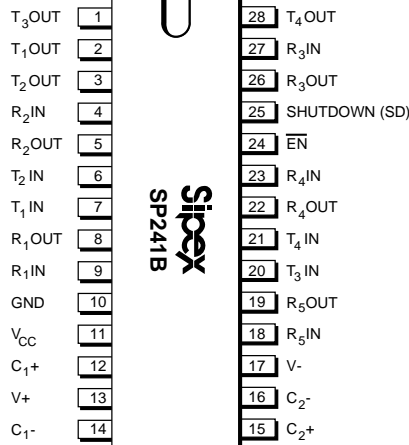 T3OUT 1
T1OUT 2
T2OUT 3
R2IN 4
R2OUT 5
T2 IN 6
T1 IN 7
R1OUT 8
R1IN 9
GND 10
VCC 11
C1+ 12
V+ 13
C1- 14
Sipex
SP241B
28 T4OUT
27 R3IN
26 R3OUT
25 SHUTDOWN (SD)
24 EN
23 R4IN
22 R4OUT
21 T4 IN
20 T3 IN
19 R5OUT
18 R5IN
17 V-
16 C2-
15 C2+